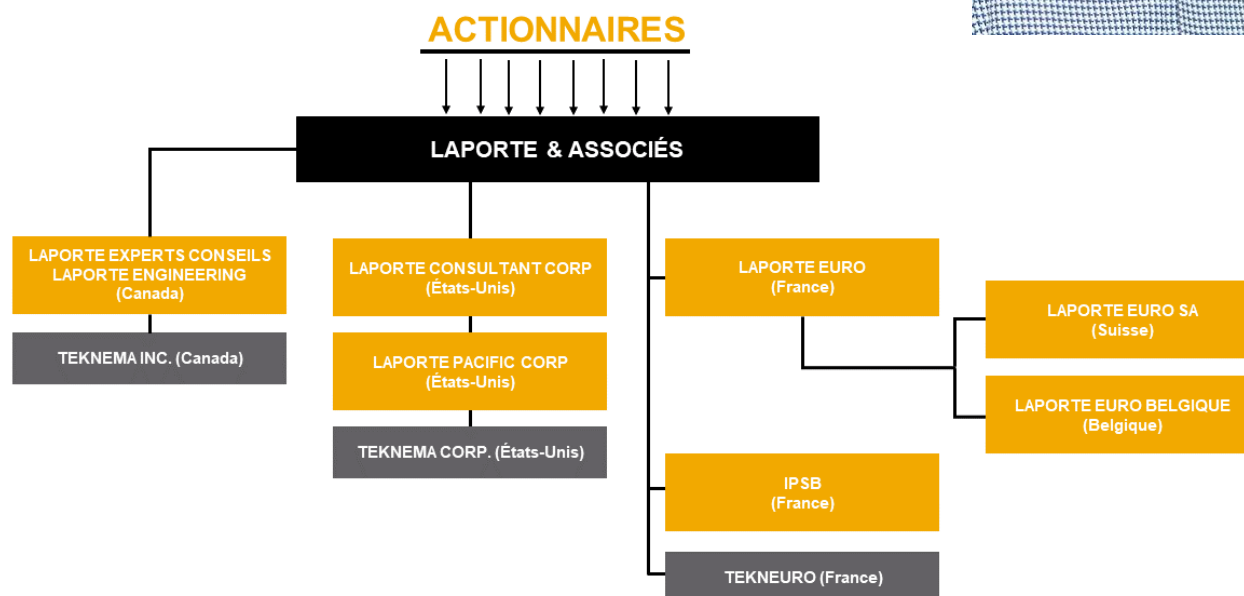 ACTIONNAIRES
LAPORTE & ASSOCIÉS
LAPORTE EXPERTS CONSEILS
LAPORTE ENGINEERING
(Canada)
TEKNEMA INC. (Canada)
LAPORTE CONSULTANT CORP
(États-Unis)
LAPORTE PACIFIC CORP
(États-Unis)
TEKNEMA CORP. (États-Unis)
LAPORTE EURO
(France)
LAPORTE EURO SA
(Suisse)
LAPORTE EURO BELGIQUE
(Belgique)
IPSB
(France)
TEKNEURO (France)